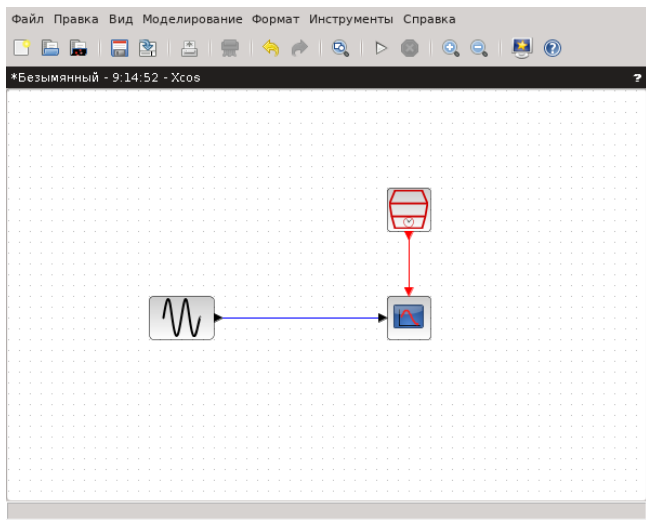 Файл Правка Вид Моделирование Формат Инструменты Справка
*Безымянный - 9:14:52 - Xcos ?